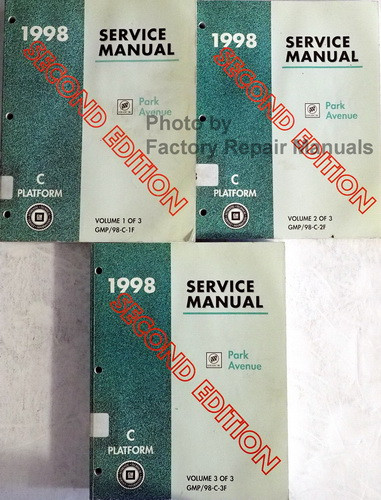 1998
SERVICE
MANUAL
SECOND EDITION
Park
Avenue
C
PLATFORM
VOLUME 1 OF 3
GMP/98-C-1F
1998
SERVICE
MANUAL
SECOND EDITION
Park
Avenue
C
PLATFORM
VOLUME 2 OF 3
GMP/98-C-2F
Photo by
Factory Repair Manuals
1998
SERVICE
MANUAL
SECOND EDITION
Park
Avenue
C
PLATFORM
VOLUME 3 OF 3
GMP/98-C-3F